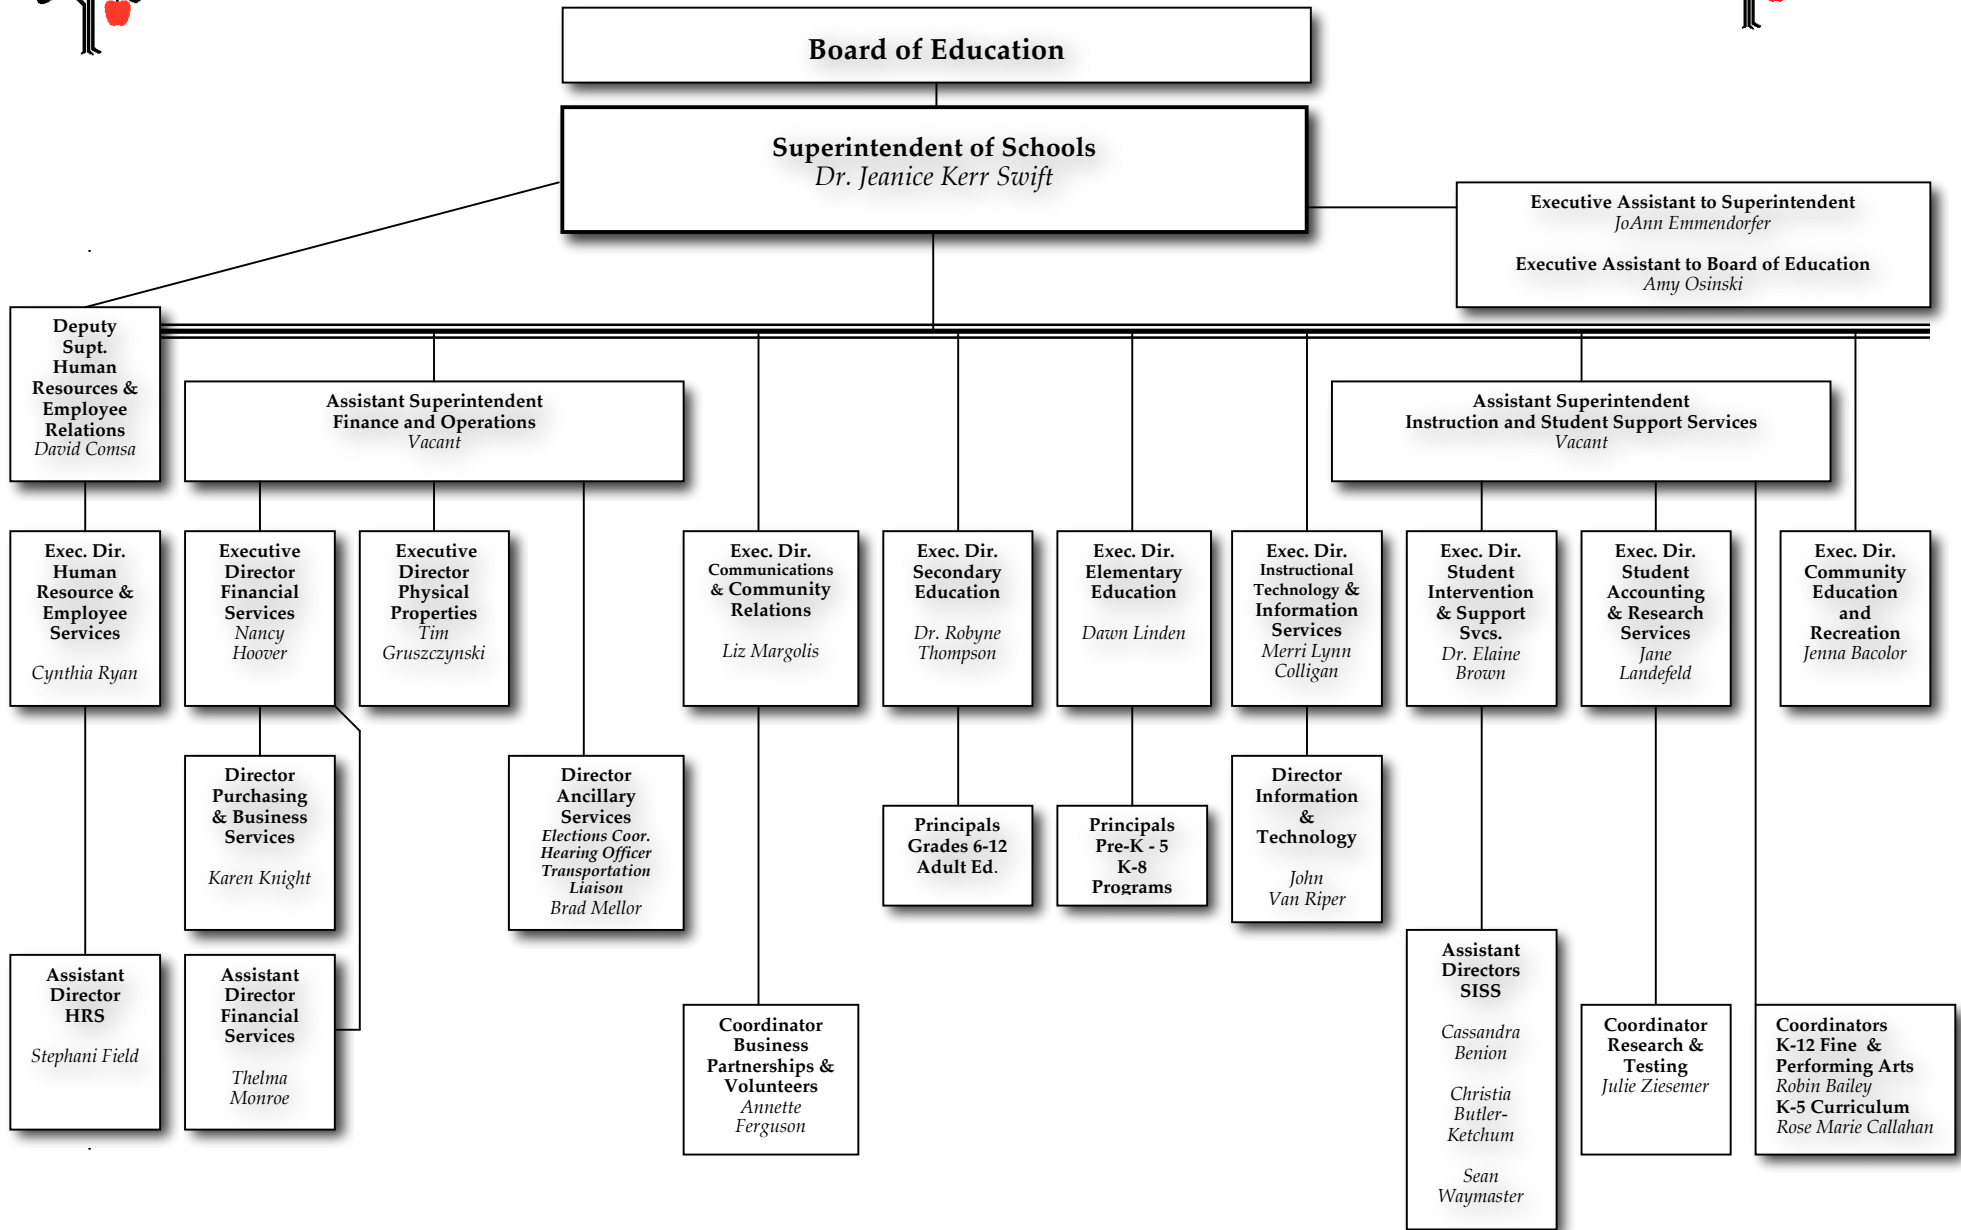 Board of Education
Superintendent of Schools
Dr. Jeanice Kerr Swift
Executive Assistant to Superintendent
JoAnn Emmendorfer
Executive Assistant to Board of Education
Amy Osinski
Deputy
Supt.
Human
Resources &
Employee
Relations
David Comsa
Assistant Superintendent
Finance and Operations
Vacant
Assistant Superintendent
Instruction and Student Support Services
Vacant
Exec. Dir.
Human
Resource &
Employee
Services
Cynthia Ryan
Executive
Director
Financial
Services
Nancy
Hoover
Executive
Director
Physical
Properties
Tim
Gruszczynski
Exec. Dir.
Communications
& Community
Relations
Liz Margolis
Exec. Dir.
Secondary
Education
Dr. Robyne
Thompson
Exec. Dir.
Elementary
Education
Dawn Linden
Exec. Dir.
Instructional
Technology &
Information
Services
Merri Lynn
Colligan
Exec. Dir.
Student
Intervention
& Support
Svcs.
Dr. Elaine
Brown
Exec. Dir.
Student
Accounting
& Research
Services
Jane
Landefeld
Exec. Dir.
Community
Education
and
Recreation
Jenna Bacolor
Director
Purchasing
& Business
Services
Karen Knight
Director
Ancillary
Services
Elections Coor.
Hearing Officer
Transportation
Liaison
Brad Mellor
Principals
Grades 6-12
Adult Ed.
Principals
Pre-K - 5
K-8
Programs
Director
Information
&
Technology
John
Van Riper
Assistant
Director
HRS
Stephani Field
Assistant
Director
Financial
Services
Thelma
Monroe
Coordinator
Business
Partnerships &
Volunteers
Annette
Ferguson
Assistant
Directors
SISS
Cassandra
Benion
Christia
Butler-
Ketchum
Sean
Waymaster
Coordinator
Research &
Testing
Julie Ziesemer
Coordinators
K-12 Fine &
Performing Arts
Robin Bailey
K-5 Curriculum
Rose Marie Callahan